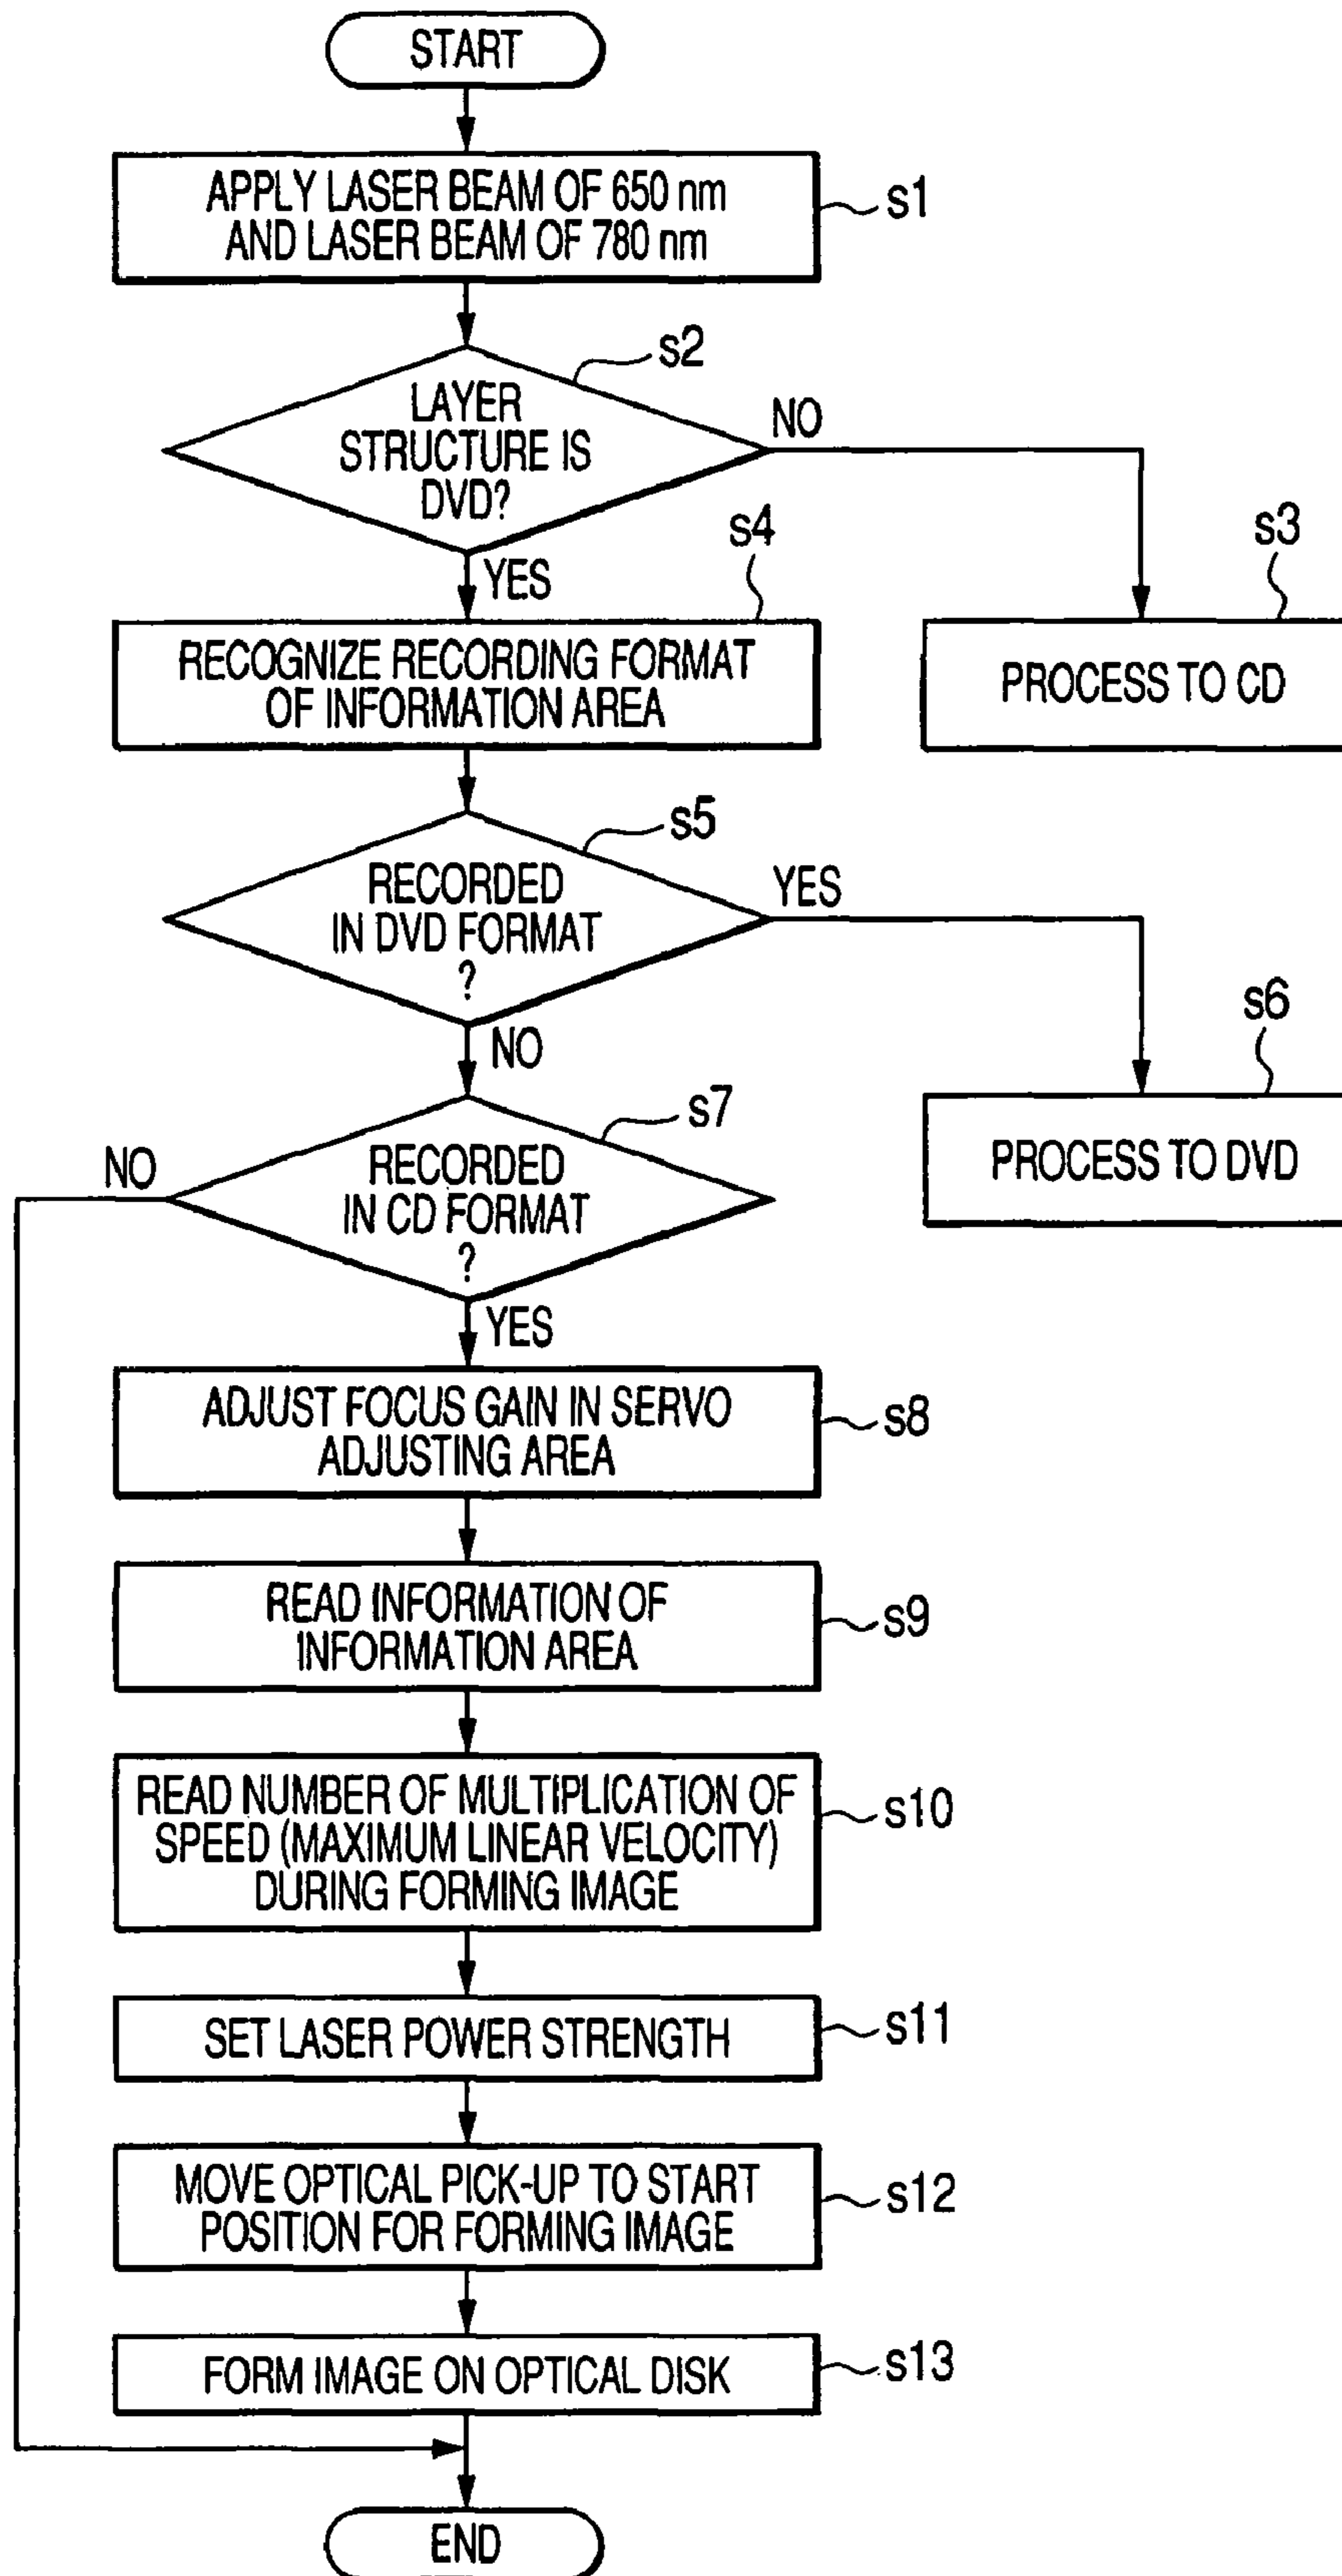 START
APPLY LASER BEAM OF 650 nm
AND LASER BEAM OF 780 nm
s1
s2
LAYER
STRUCTURE IS
DVD?
NO
YES
s4
s3
RECOGNIZE RECORDING FORMAT
OF INFORMATION AREA
PROCESS TO CD
s5
RECORDED
IN DVD FORMAT
?
YES
NO
s6
PROCESS TO DVD
s7
RECORDED
IN CD FORMAT
?
NO
YES
ADJUST FOCUS GAIN IN SERVO
ADJUSTING AREA
s8
READ INFORMATION OF
INFORMATION AREA
s9
READ NUMBER OF MULTIPLICATION OF
SPEED (MAXIMUM LINEAR VELOCITY)
DURING FORMING IMAGE
s10
SET LASER POWER STRENGTH
s11
MOVE OPTICAL PICK-UP TO START
POSITION FOR FORMING IMAGE
s12
FORM IMAGE ON OPTICAL DISK
s13
END